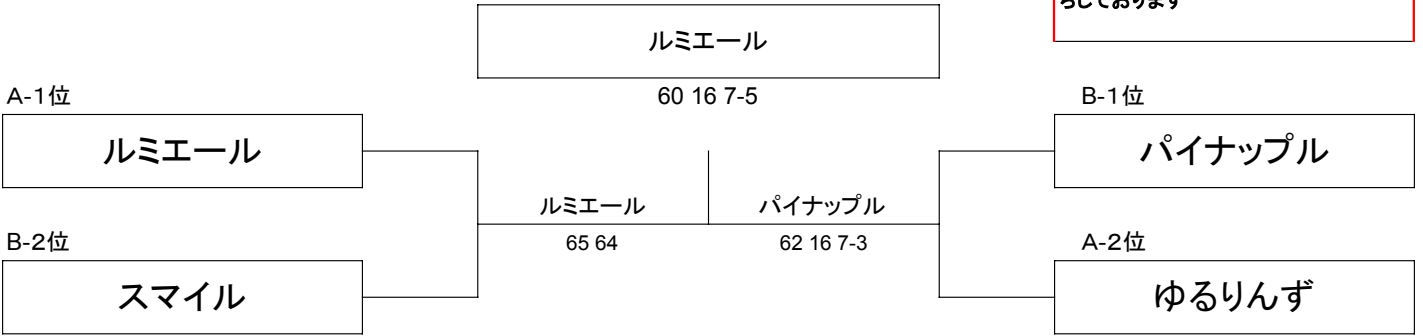 ちしております
ルミエール
60 16 7-5
A-1位
B-1位
ルミエール
パイナップル
ルミエール
パイナップル
65 64
62 16 7-3
B-2位
A-2位
スマイル
ゆるりんず